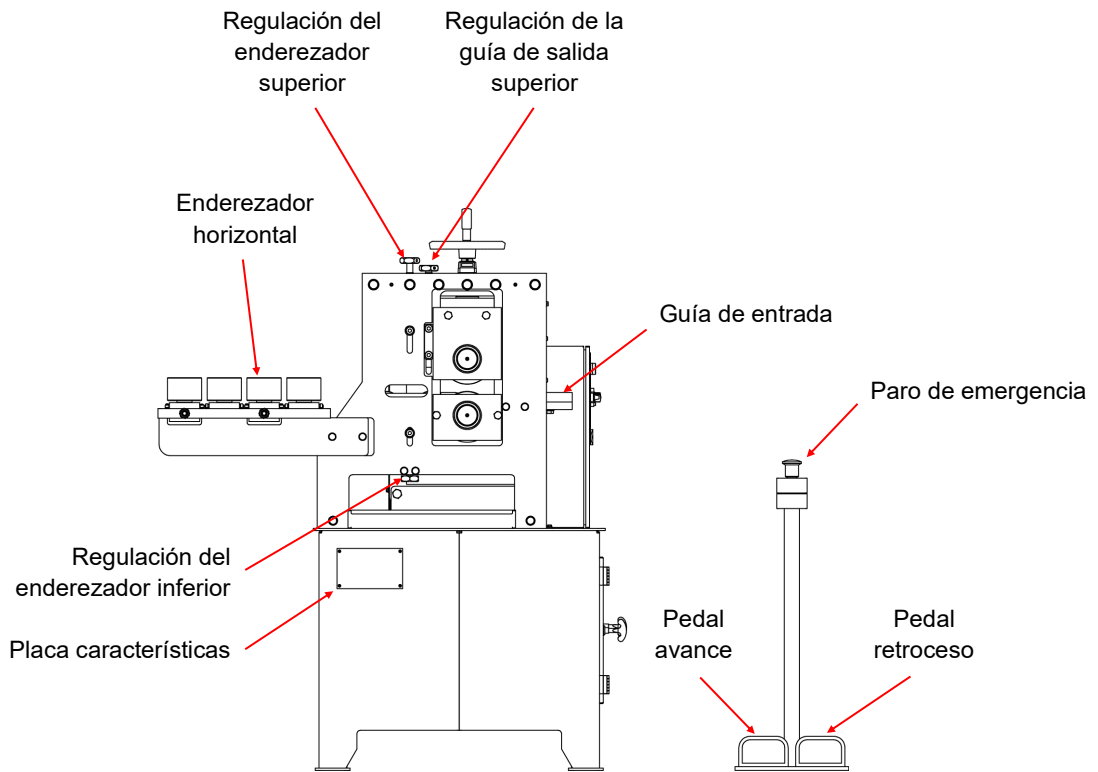 Regulación del
enderezador
superior
Regulación de la
guía de salida
superior
Enderezador
horizontal
Guía de entrada
Paro de emergencia
Regulación del
enderezador inferior
Placa características
Pedal
avance
Pedal
retroceso